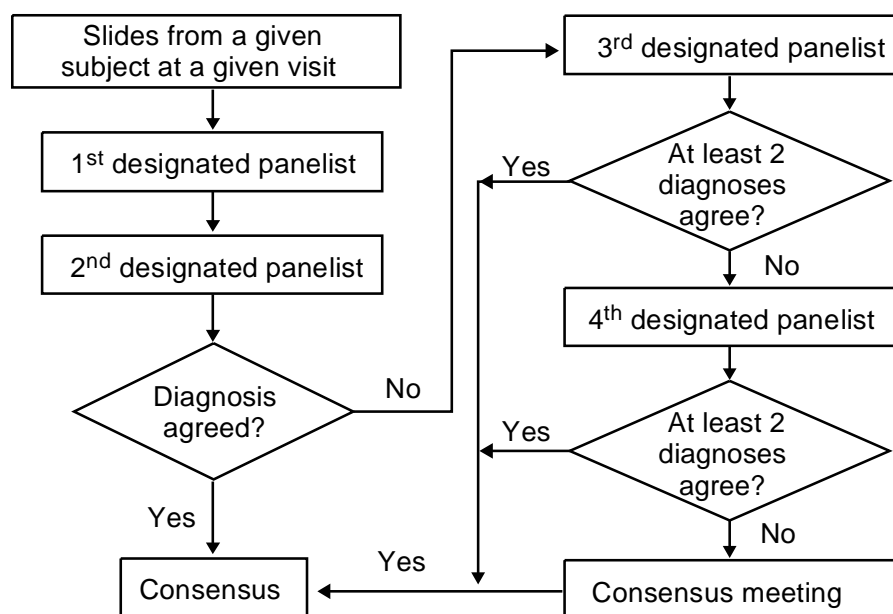 Slides from a given
subject at a given visit
1st designated panelist
2nd designated panelist
Diagnosis
agreed?
No
Yes
Consensus
3rd designated panelist
At least 2
diagnoses
agree?
Yes
No
4th designated panelist
At least 2
diagnoses
agree?
Yes
No
Consensus meeting
Yes